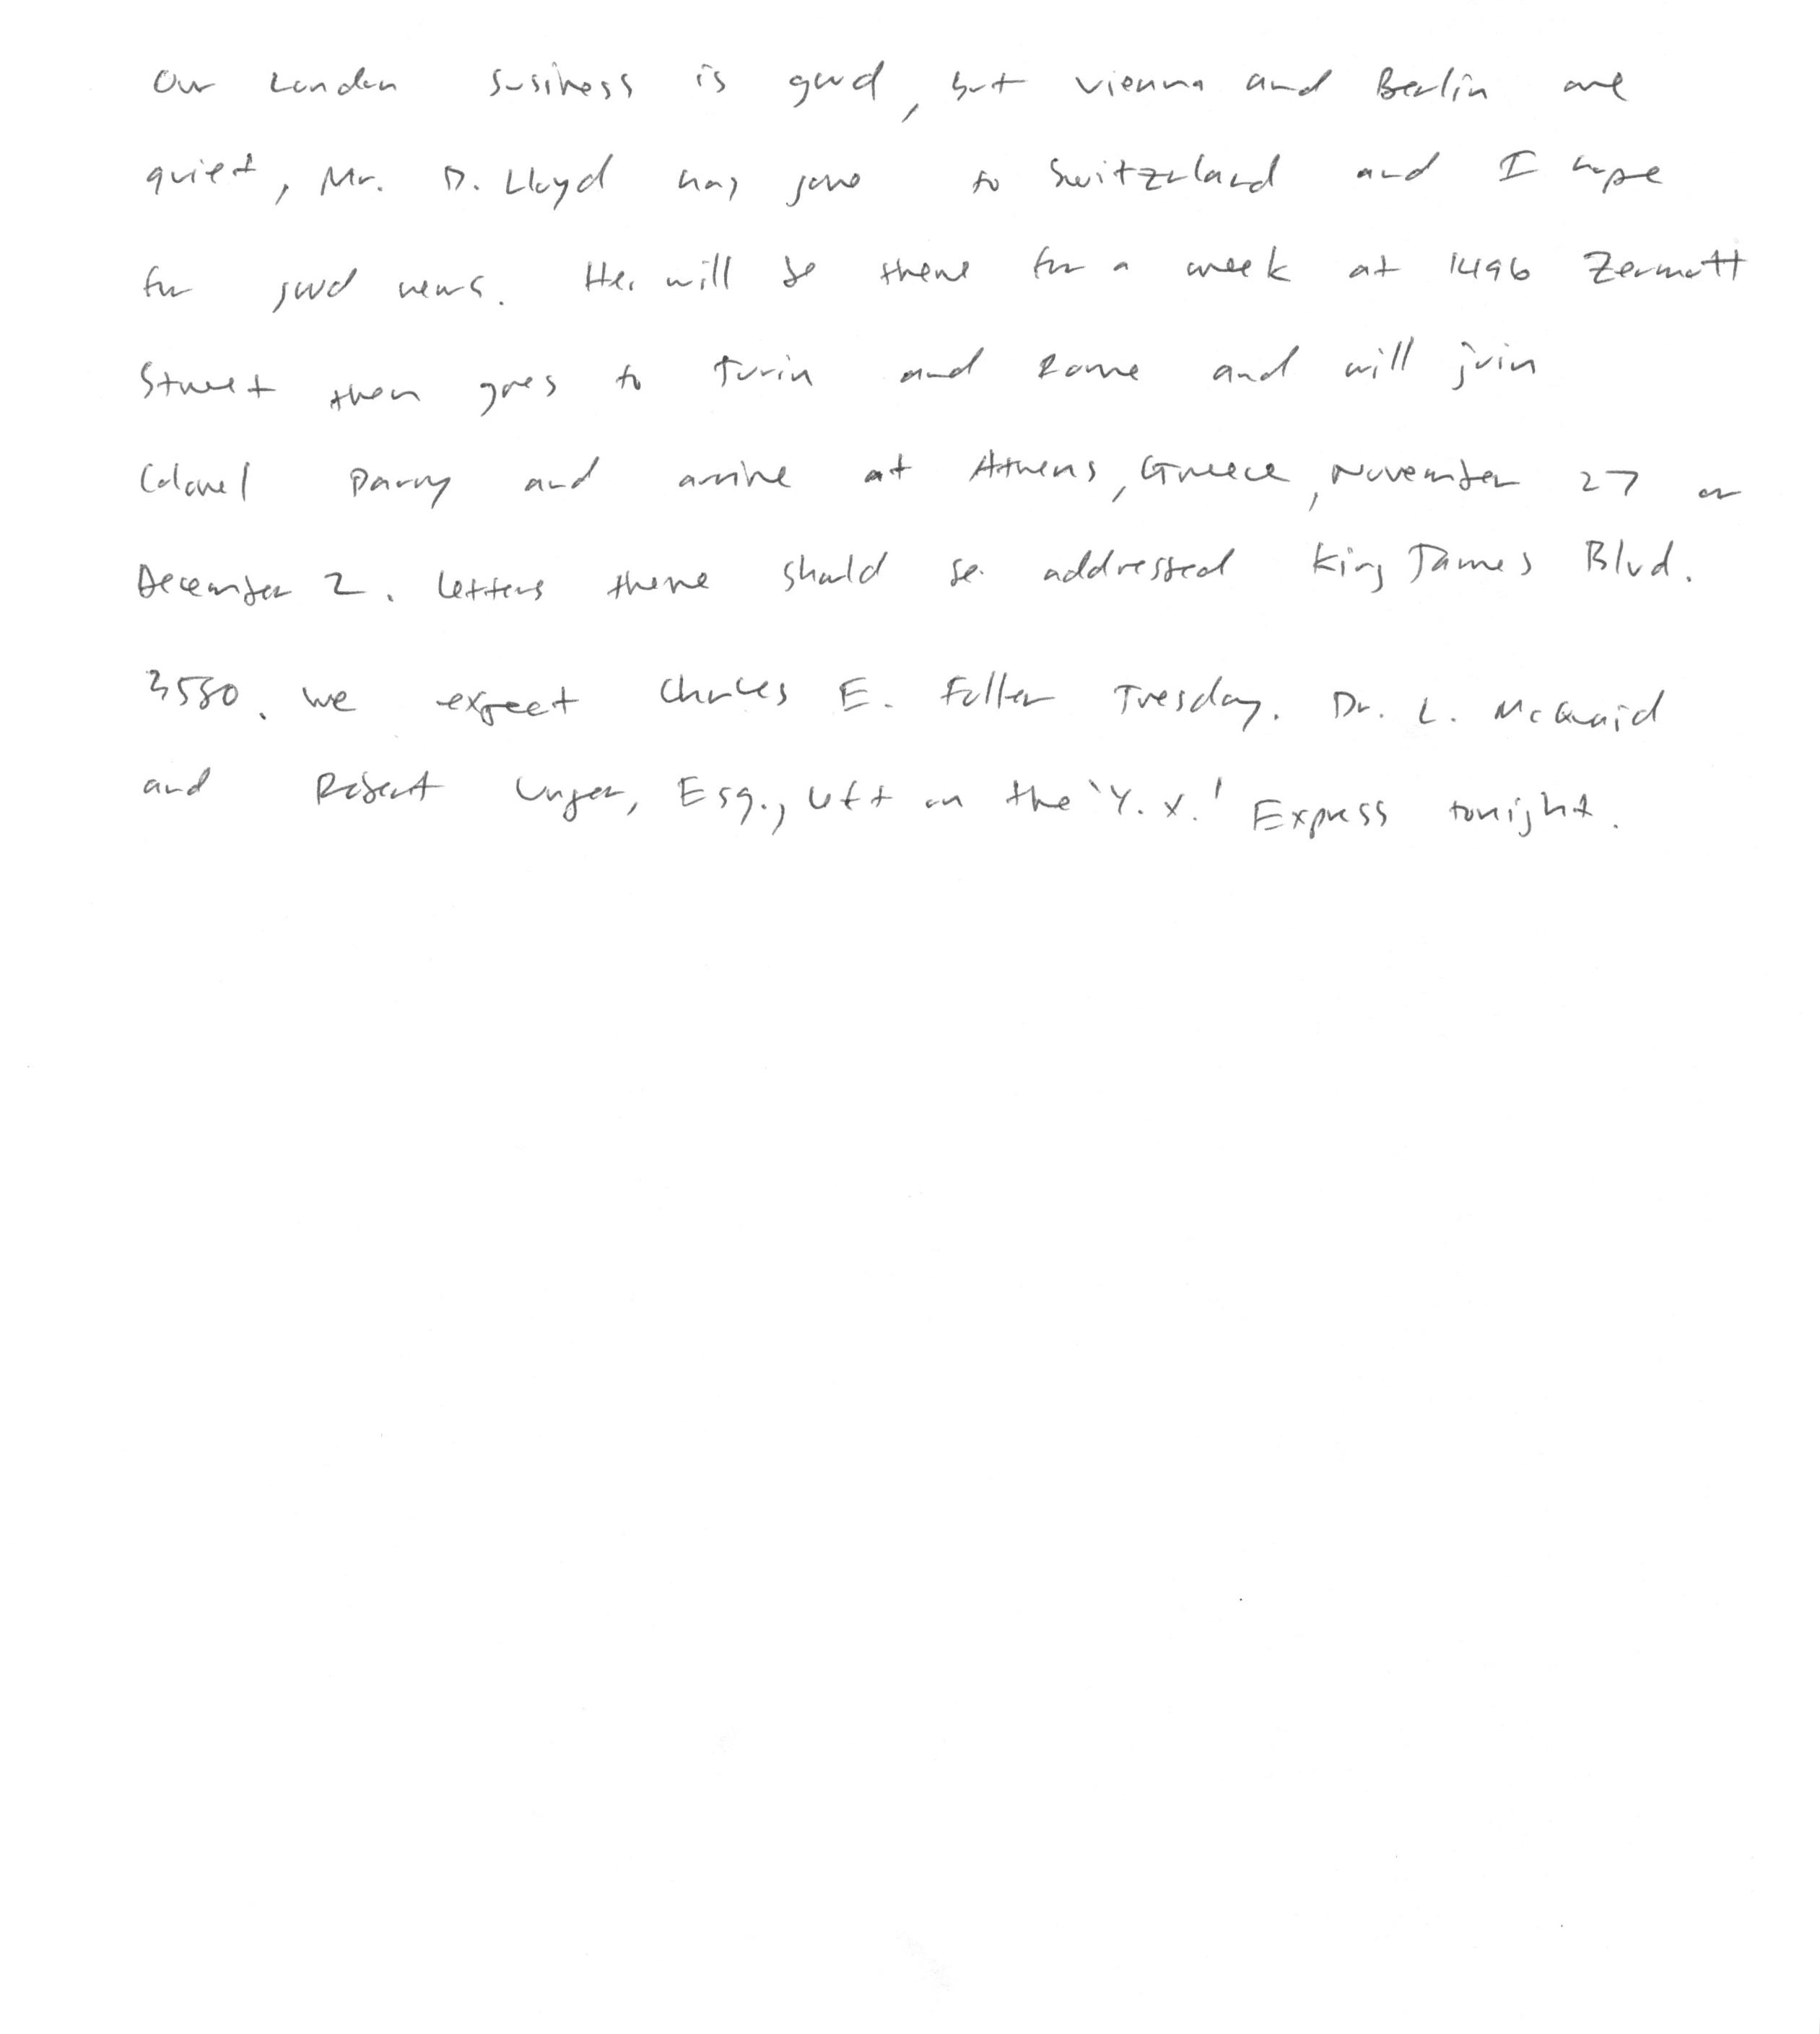 Our London business is good, but Vienna and Berlin are
quiet, Mr. D. Lloyd has gone to Switzerland and I hope
for good news. He will be there for a week at 1496 Zermatt
Street then goes to Turin and Rome and will join
Colonel Parry and arrive at Athens, Greece, November 27 or
December 2. Letters there should be addressed King James Blvd.
3580. We expect Charles E. Fuller Tuesday. Dr. L. McQuaid
and Robert Unger, Esq., left on the 'Y.X.' Express tonight.